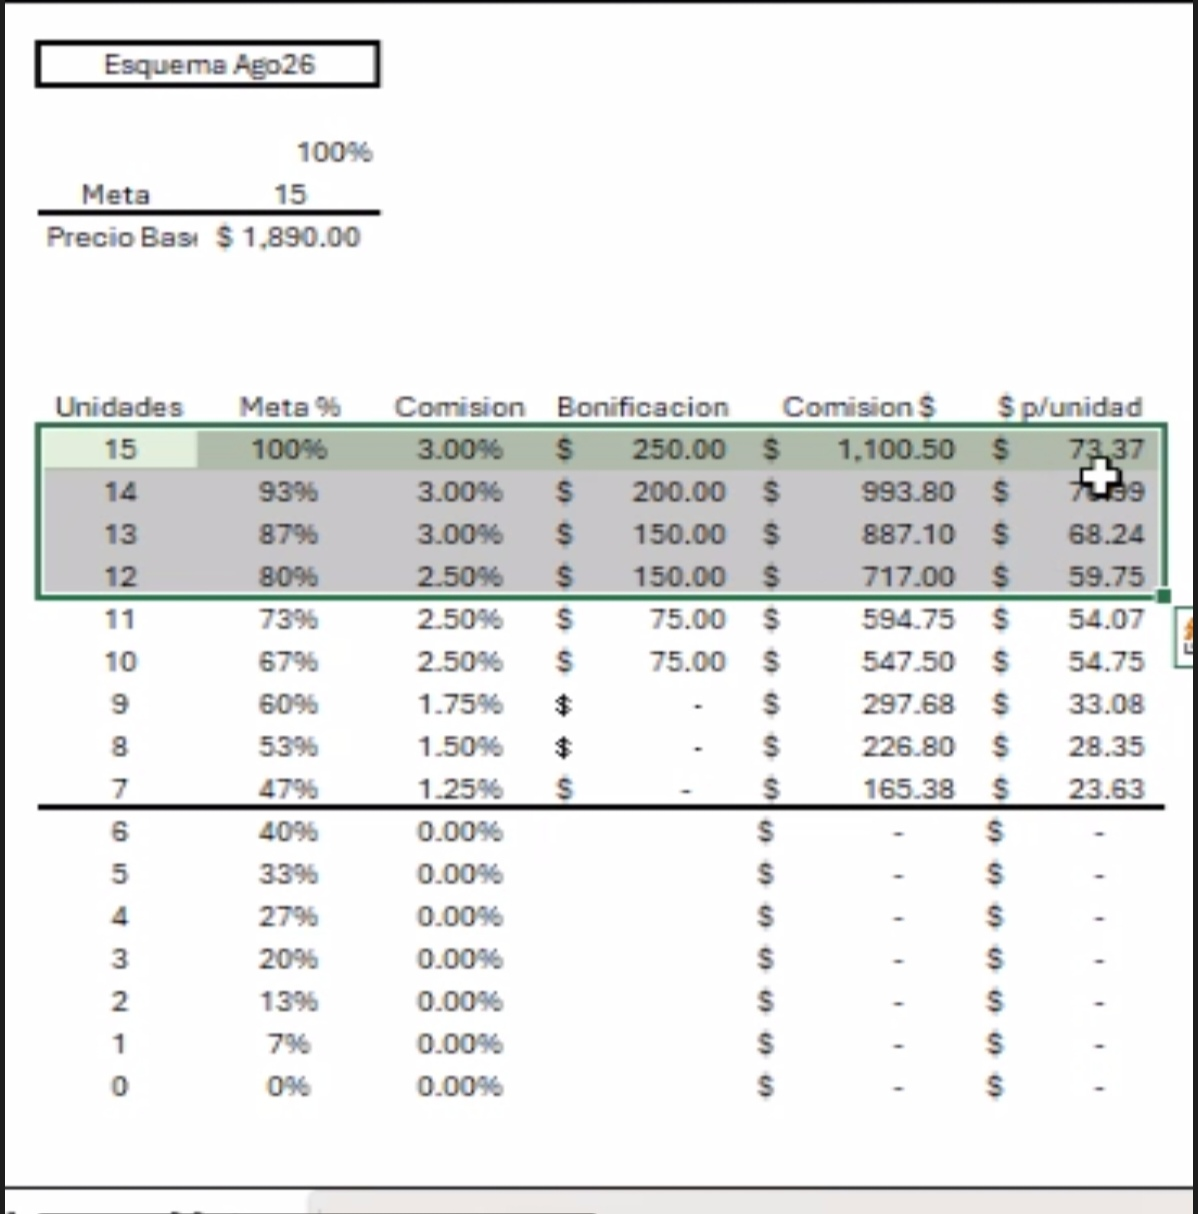 Esquema Ago26
100%
Meta 15
Precio Bas $ 1,890.00
Unidades Meta % Comision Bonificacion Comision $ $ p/unidad
15 100% 3.00% $ 250.00 $ 1,100.50 $ 73.37
14 93% 3.00% $ 200.00 $ 993.80 $
13 87% 3.00% $ 150.00 $ 887.10 $ 68.24
12 80% 2.50% $ 150.00 $ 717.00 $ 59.75
11 73% 2.50% $ 75.00 $ 594.75 $ 54.07
10 67% 2.50% $ 75.00 $ 547.50 $ 54.75
9 60% 1.75% $ - $ 297.68 $ 33.08
8 53% 1.50% $ - $ 226.80 $ 28.35
7 47% 1.25% $ - $ 165.38 $ 23.63
6 40% 0.00% $ - $ -
5 33% 0.00% $ - $ -
4 27% 0.00% $ - $ -
3 20% 0.00% $ - $ -
2 13% 0.00% $ - $ -
1 7% 0.00% $ - $ -
0 0% 0.00% $ - $ -